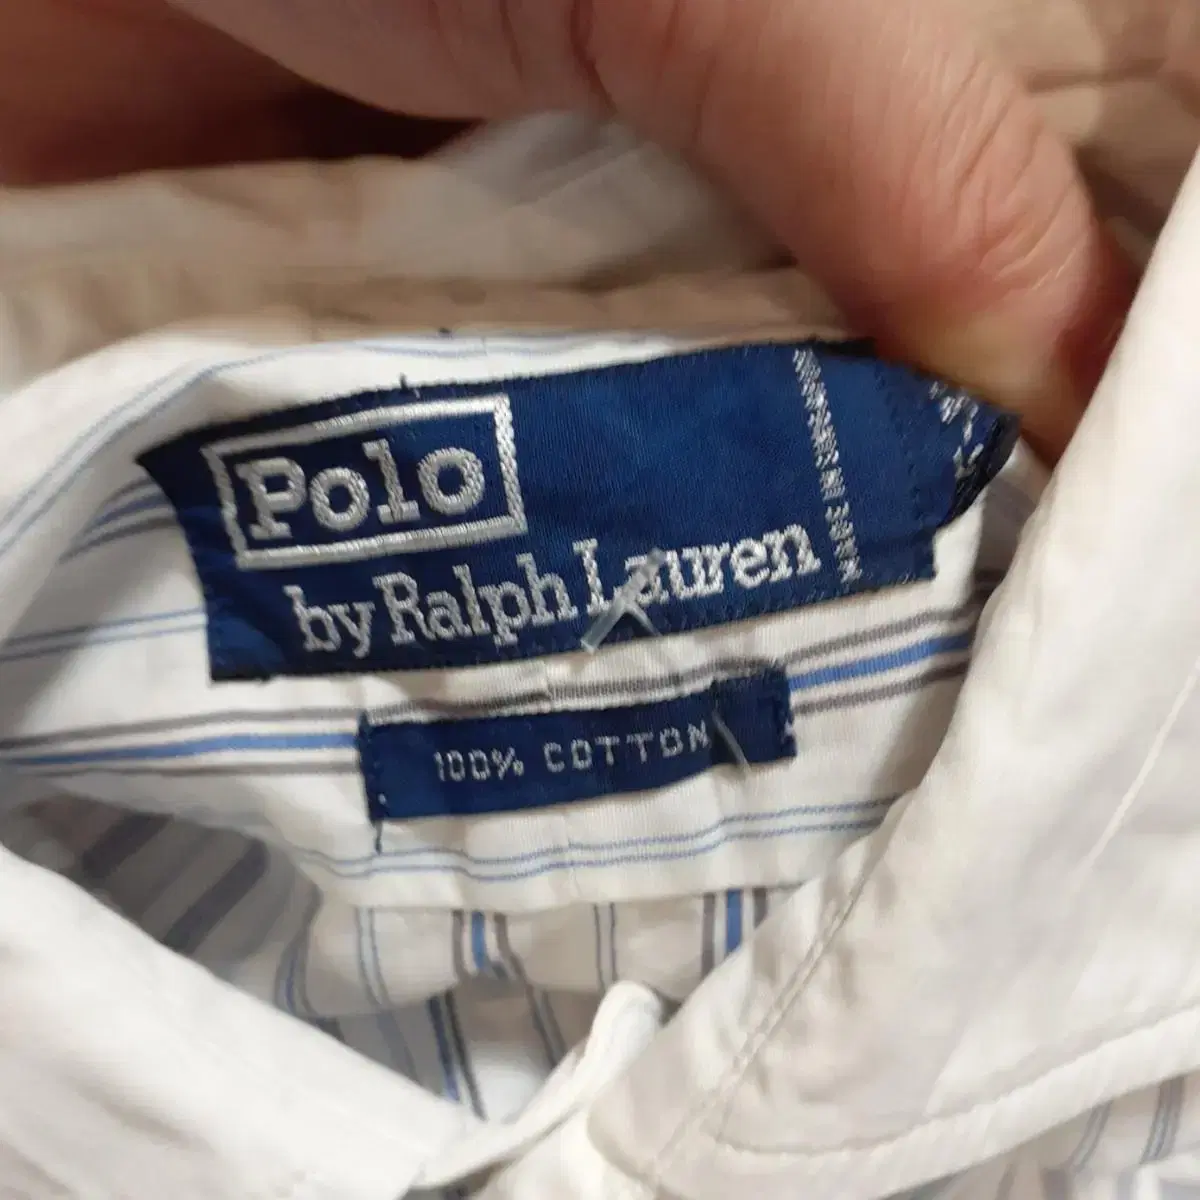 Polo
by Ralph Lauren
100% COTTON